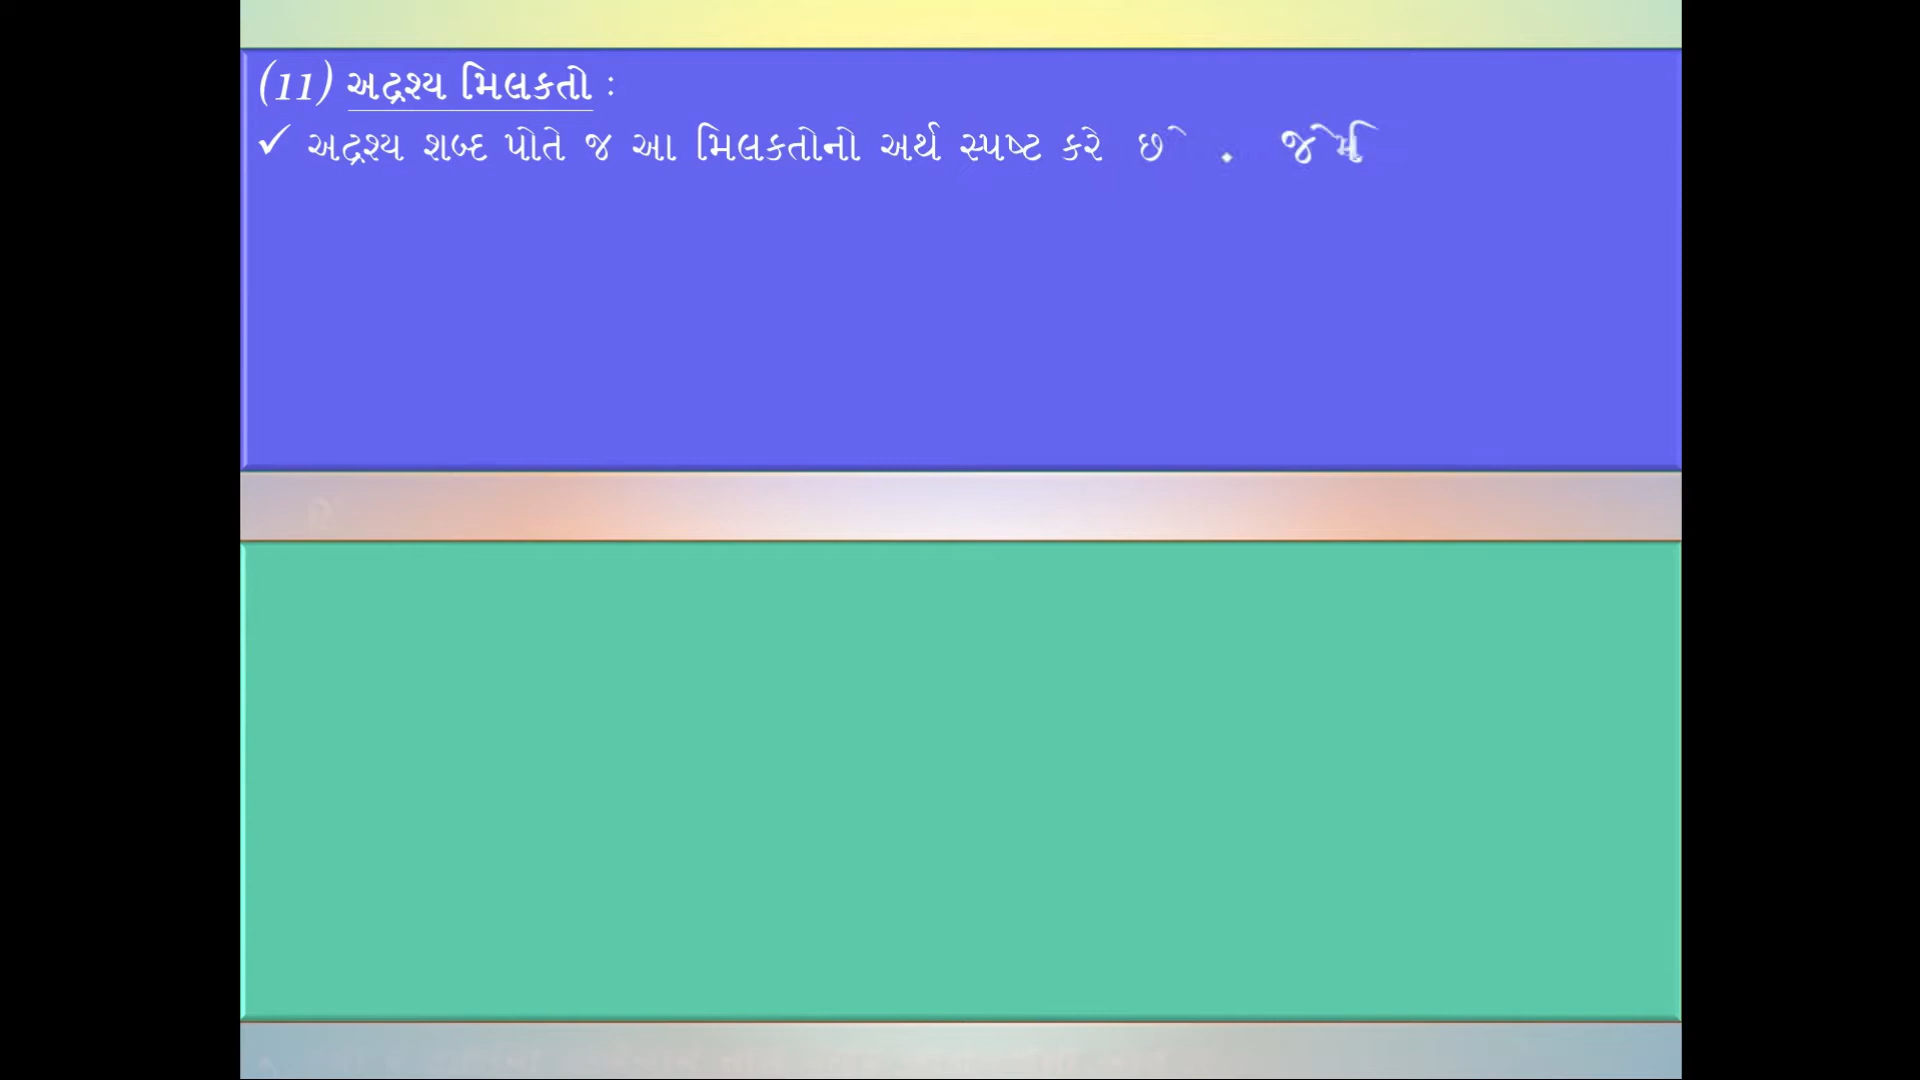 (11) અદ્રશ્ય મિલકતો :
✓ અદ્રશ્ય શબ્દ પોતે જ આ મિલકતોનો અર્થ સ્પષ્ટ કરે છે .